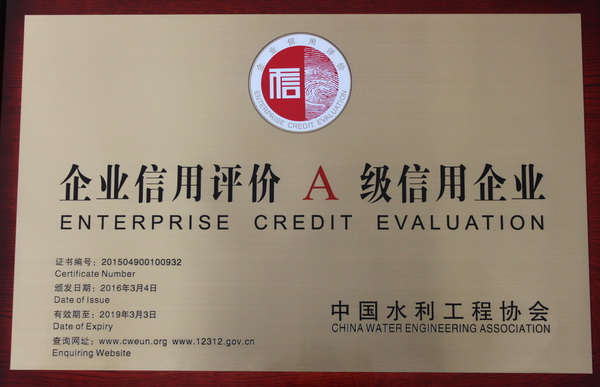 企业信用评价
信
ENTERPRISE CREDIT EVALUATION
企业信用评价 A 级信用企业
ENTERPRISE CREDIT EVALUATION
证书编号：201504900100932
Certificate Number
颁发日期：2016年3月4日
Date of Issue
有效期至：2019年3月3日
Date of Expiry
查询网址：www.cweun.org www.12312.gov.cn
Enquiring Website
中国水利工程协会
CHINA WATER ENGINEERING ASSOCIATION